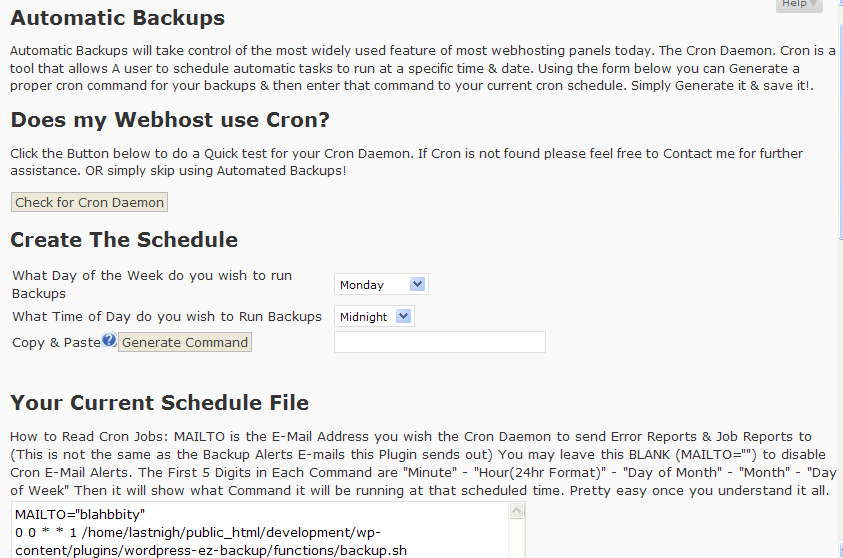 Help
Automatic Backups
Automatic Backups will take control of the most widely used feature of most webhosting panels today. The Cron Daemon. Cron is a
tool that allows A user to schedule automatic tasks to run at a specific time & date. Using the form below you can Generate a
proper cron command for your backups & then enter that command to your current cron schedule. Simply Generate it & save it!.
Does my Webhost use Cron?
Click the Button below to do a Quick test for your Cron Daemon. If Cron is not found please feel free to Contact me for further
assistance. OR simply skip using Automated Backups!
Check for Cron Daemon
Create The Schedule
What Day of the Week do you wish to run
Backups
Monday
What Time of Day do you wish to Run Backups
Midnight
Copy & Paste ? Generate Command
Your Current Schedule File
How to Read Cron Jobs: MAILTO is the E-Mail Address you wish the Cron Daemon to send Error Reports & Job Reports to
(This is not the same as the Backup Alerts E-mails this Plugin sends out) You may leave this BLANK (MAILTO="") to disable
Cron E-Mail Alerts. The First 5 Digits in Each Command are "Minute" - "Hour(24hr Format)" - "Day of Month" - "Month" - "Day
of Week" Then it will show what Command it will be running at that scheduled time. Pretty easy once you understand it all.
MAILTO="blahbbity"
0 0 * * 1 /home/lastnigh/public_html/development/wp-
content/plugins/wordpress-ez-backup/functions/backup.sh